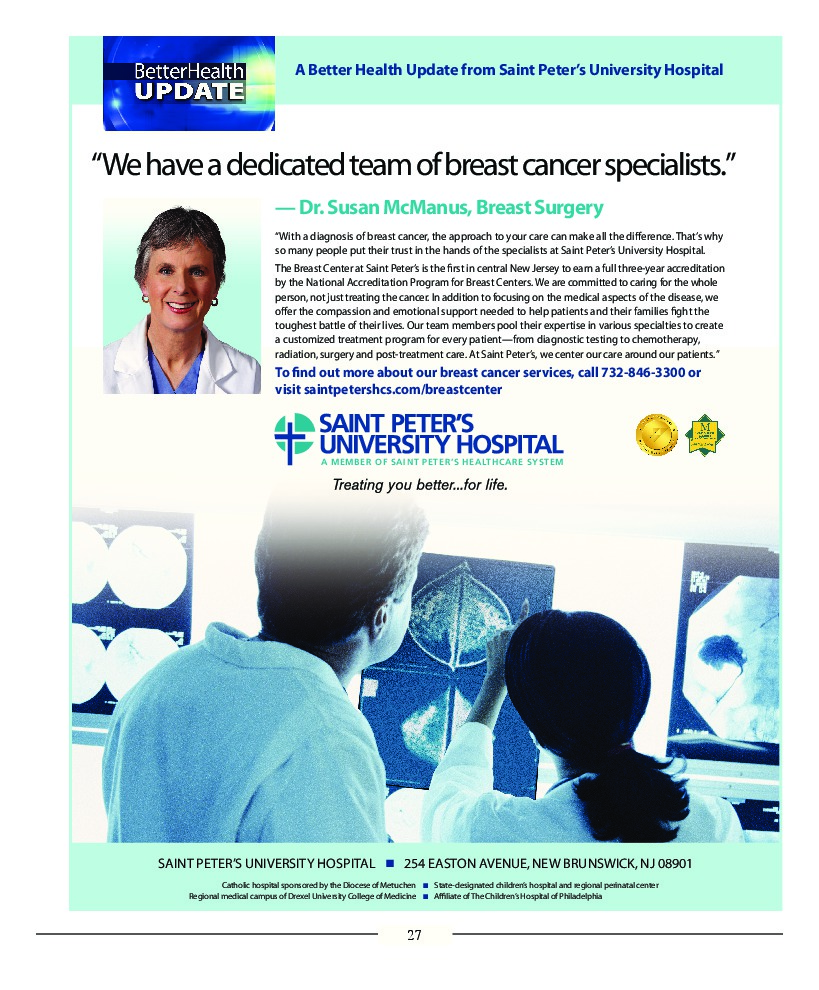 BetterHealth
UPDATE
A Better Health Update from Saint Peter's University Hospital
“We have a dedicated team of breast cancer specialists.”
— Dr. Susan McManus, Breast Surgery
“With a diagnosis of breast cancer, the approach to your care can make all the difference. That's why
so many people put their trust in the hands of the specialists at Saint Peter's University Hospital.
The Breast Center at Saint Peter's is the first in central New Jersey to earn a full three-year accreditation
by the National Accreditation Program for Breast Centers. We are committed to caring for the whole
person, not just treating the cancer. In addition to focusing on the medical aspects of the disease, we
offer the compassion and emotional support needed to help patients and their families fight the
toughest battle of their lives. Our team members pool their expertise in various specialties to create
a customized treatment program for every patient—from diagnostic testing to chemotherapy,
radiation, surgery and post-treatment care. At Saint Peter's, we center our care around our patients.”
To find out more about our breast cancer services, call 732-846-3300 or
visit saintpetershcs.com/breastcenter
SAINT PETER'S
UNIVERSITY HOSPITAL
A MEMBER OF SAINT PETER'S HEALTHCARE SYSTEM
Treating you better...for life.
SAINT PETER'S UNIVERSITY HOSPITAL ■ 254 EASTON AVENUE, NEW BRUNSWICK, NJ 08901
Catholic hospital sponsored by the Diocese of Metuchen ■ State-designated children's hospital and regional perinatal center
Regional medical campus of Drexel University College of Medicine ■ Affiliate of The Children's Hospital of Philadelphia
27